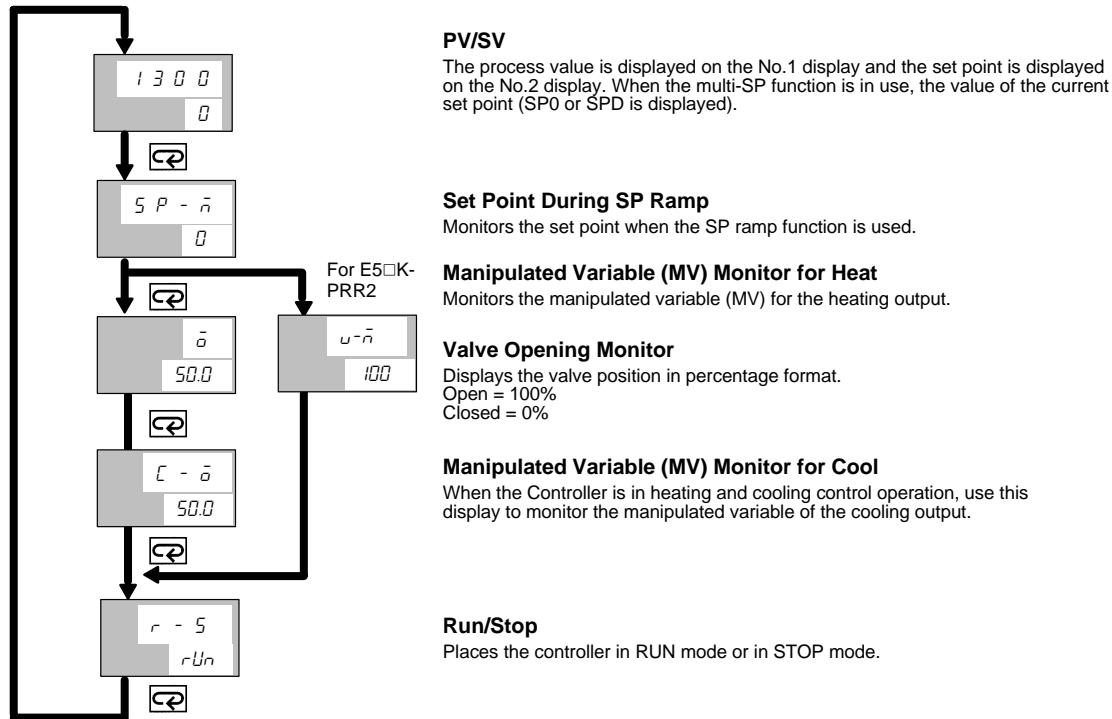 PV/SV
The process value is displayed on the No.1 display and the set point is displayed
on the No.2 display. When the multi-SP function is in use, the value of the current
set point (SP0 or SPD is displayed).
1300
0
Set Point During SP Ramp
Monitors the set point when the SP ramp function is used.
SP-m̄
0
For E5□K-
PRR2
Manipulated Variable (MV) Monitor for Heat
Monitors the manipulated variable (MV) for the heating output.
ō
50.0
u-m̄
100
Valve Opening Monitor
Displays the valve position in percentage format.
Open = 100%
Closed = 0%
Manipulated Variable (MV) Monitor for Cool
When the Controller is in heating and cooling control operation, use this
display to monitor the manipulated variable of the cooling output.
C-ō
50.0
Run/Stop
Places the controller in RUN mode or in STOP mode.
r-S
rUn